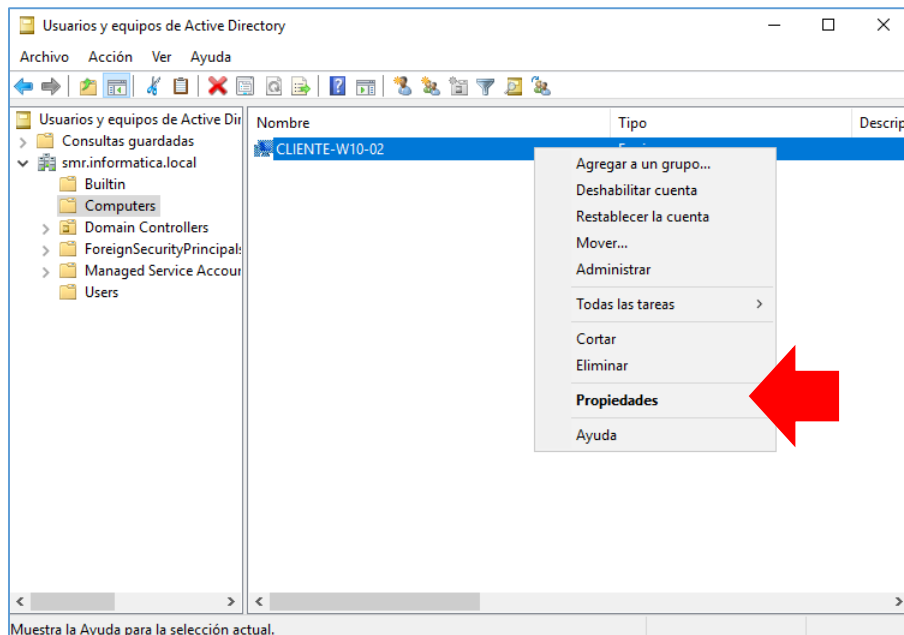 Usuarios y equipos de Active Directory
Archivo Acción Ver Ayuda
Usuarios y equipos de Active Dir
Consultas guardadas
smr.informatica.local
Builtin
Computers
Domain Controllers
ForeignSecurityPrincipals
Managed Service Accour
Users
Nombre Tipo Descrip
CLIENTE-W10-02
Agregar a un grupo...
Deshabilitar cuenta
Restablecer la cuenta
Mover...
Administrar
Todas las tareas
Cortar
Eliminar
Propiedades
Ayuda
Muestra la Ayuda para la selección actual.